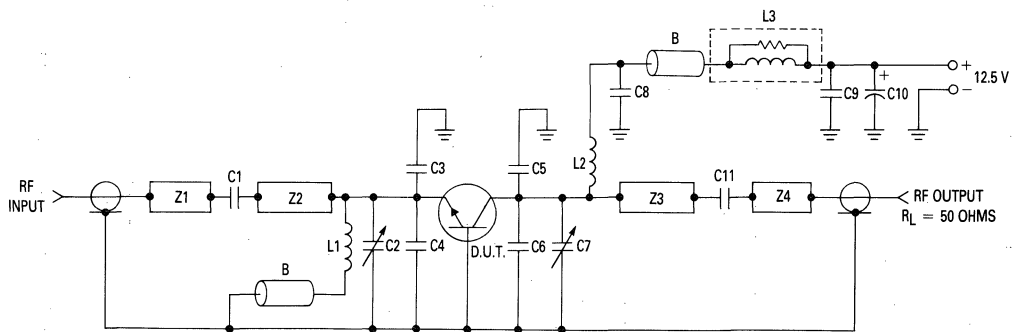 L3
B
+
C8
C9
+
C10
12.5 V
−
C3
C5
L2
RF
INPUT
Z1
C1
Z2
Z3
C11
Z4
RF OUTPUT
RL = 50 OHMS
L1
C2
C4
D.U.T.
C6
C7
B